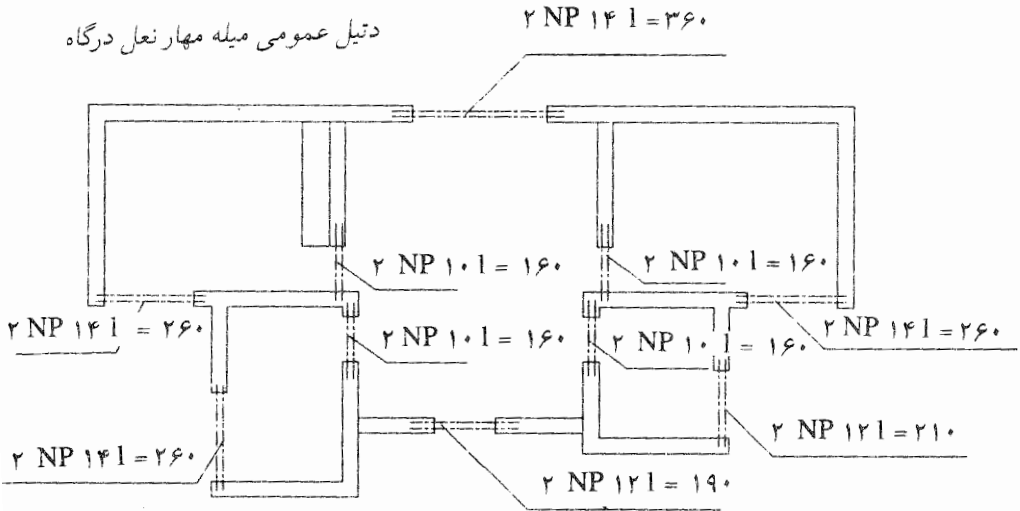 ۲ NP ۱۴ l = ۳۶۰
دتیل عمومی میله مهار نعل درگاه
۲ NP ۱۰ l = ۱۶۰
۲ NP ۱۰ l = ۱۶۰
۲ NP ۱۴ l = ۲۶۰
۲ NP ۱۰ l = ۱۶۰
۲ NP ۱۰ l = ۱۶۰
۲ NP ۱۴ l = ۲۶۰
۲ NP ۱۴ l = ۲۶۰
۲ NP ۱۲ l = ۲۱۰
۲ NP ۱۲ l = ۱۹۰